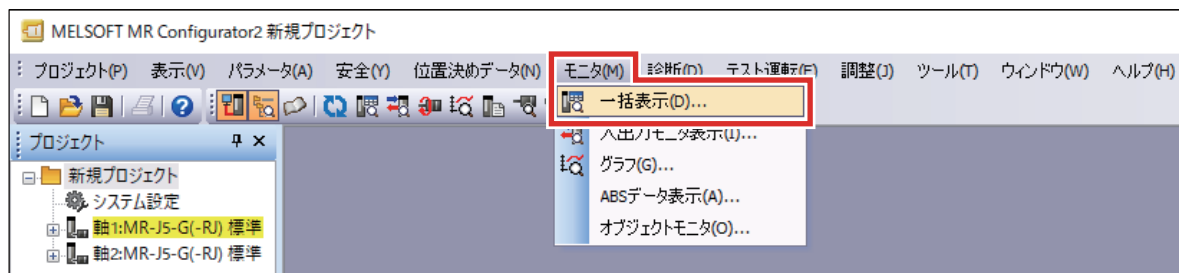 MELSOFT MR Configurator2 新規プロジェクト
プロジェクト(P) 表示(V) パラメータ(A) 安全(Y) 位置決めデータ(N) モニタ(M) 診断(D) テスト運転(E) 調整(J) ツール(T) ウィンドウ(W) ヘルプ(H)
一括表示(D)...
プロジェクト
入出力モニタ表示(I)...
新規プロジェクト
グラフ(G)...
システム設定
ABSデータ表示(A)...
軸1:MR-J5-G(-RJ) 標準
オブジェクトモニタ(O)...
軸2:MR-J5-G(-RJ) 標準